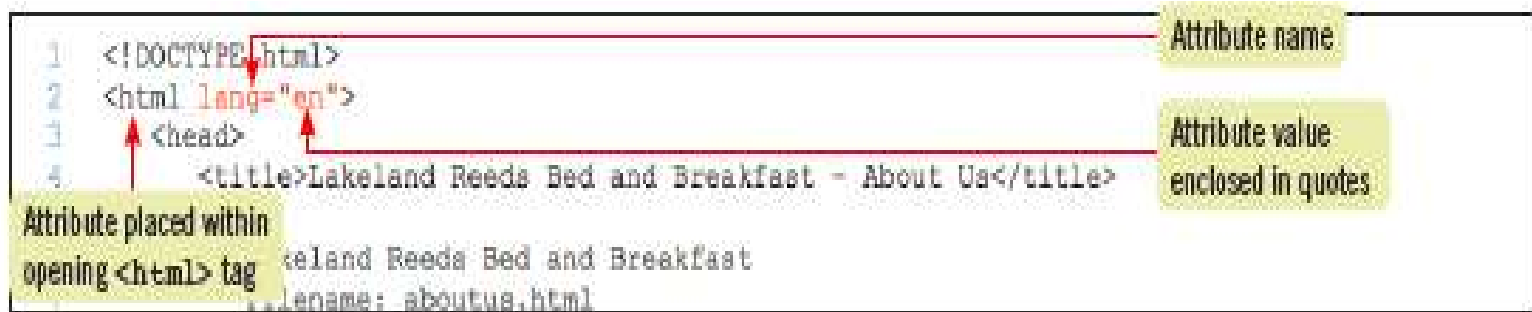 1 <!DOCTYPE html>
2 <html lang="en">
3 <head>
4 <title>Lakeland Reeds Bed and Breakfast - About Us</title>
Reeds Bed and Breakfast
aboutus.html
Attribute name
Attribute value
enclosed in quotes
Attribute placed within
opening <html> tag